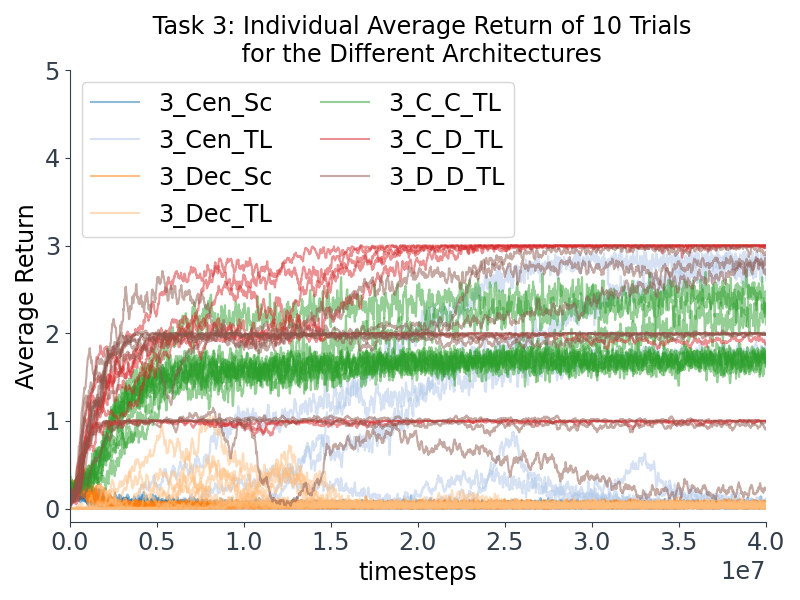 Task 3: Individual Average Return of 10 Trials
for the Different Architectures
Average Return
5
4
3
2
1
0
3_Cen_Sc
3_Cen_TL
3_Dec_Sc
3_Dec_TL
3_C_C_TL
3_C_D_TL
3_D_D_TL
0.0 0.5 1.0 1.5 2.0 2.5 3.0 3.5 4.0
1e7
timesteps